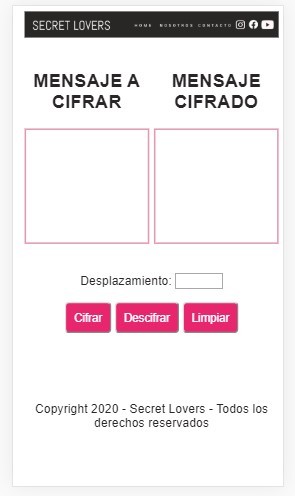 SECRET LOVERS HOME NOSOTROS CONTACTO
MENSAJE A
CIFRAR
MENSAJE
CIFRADO
Desplazamiento:
Cifrar Descifrar Limpiar
Copyright 2020 - Secret Lovers - Todos los
derechos reservados